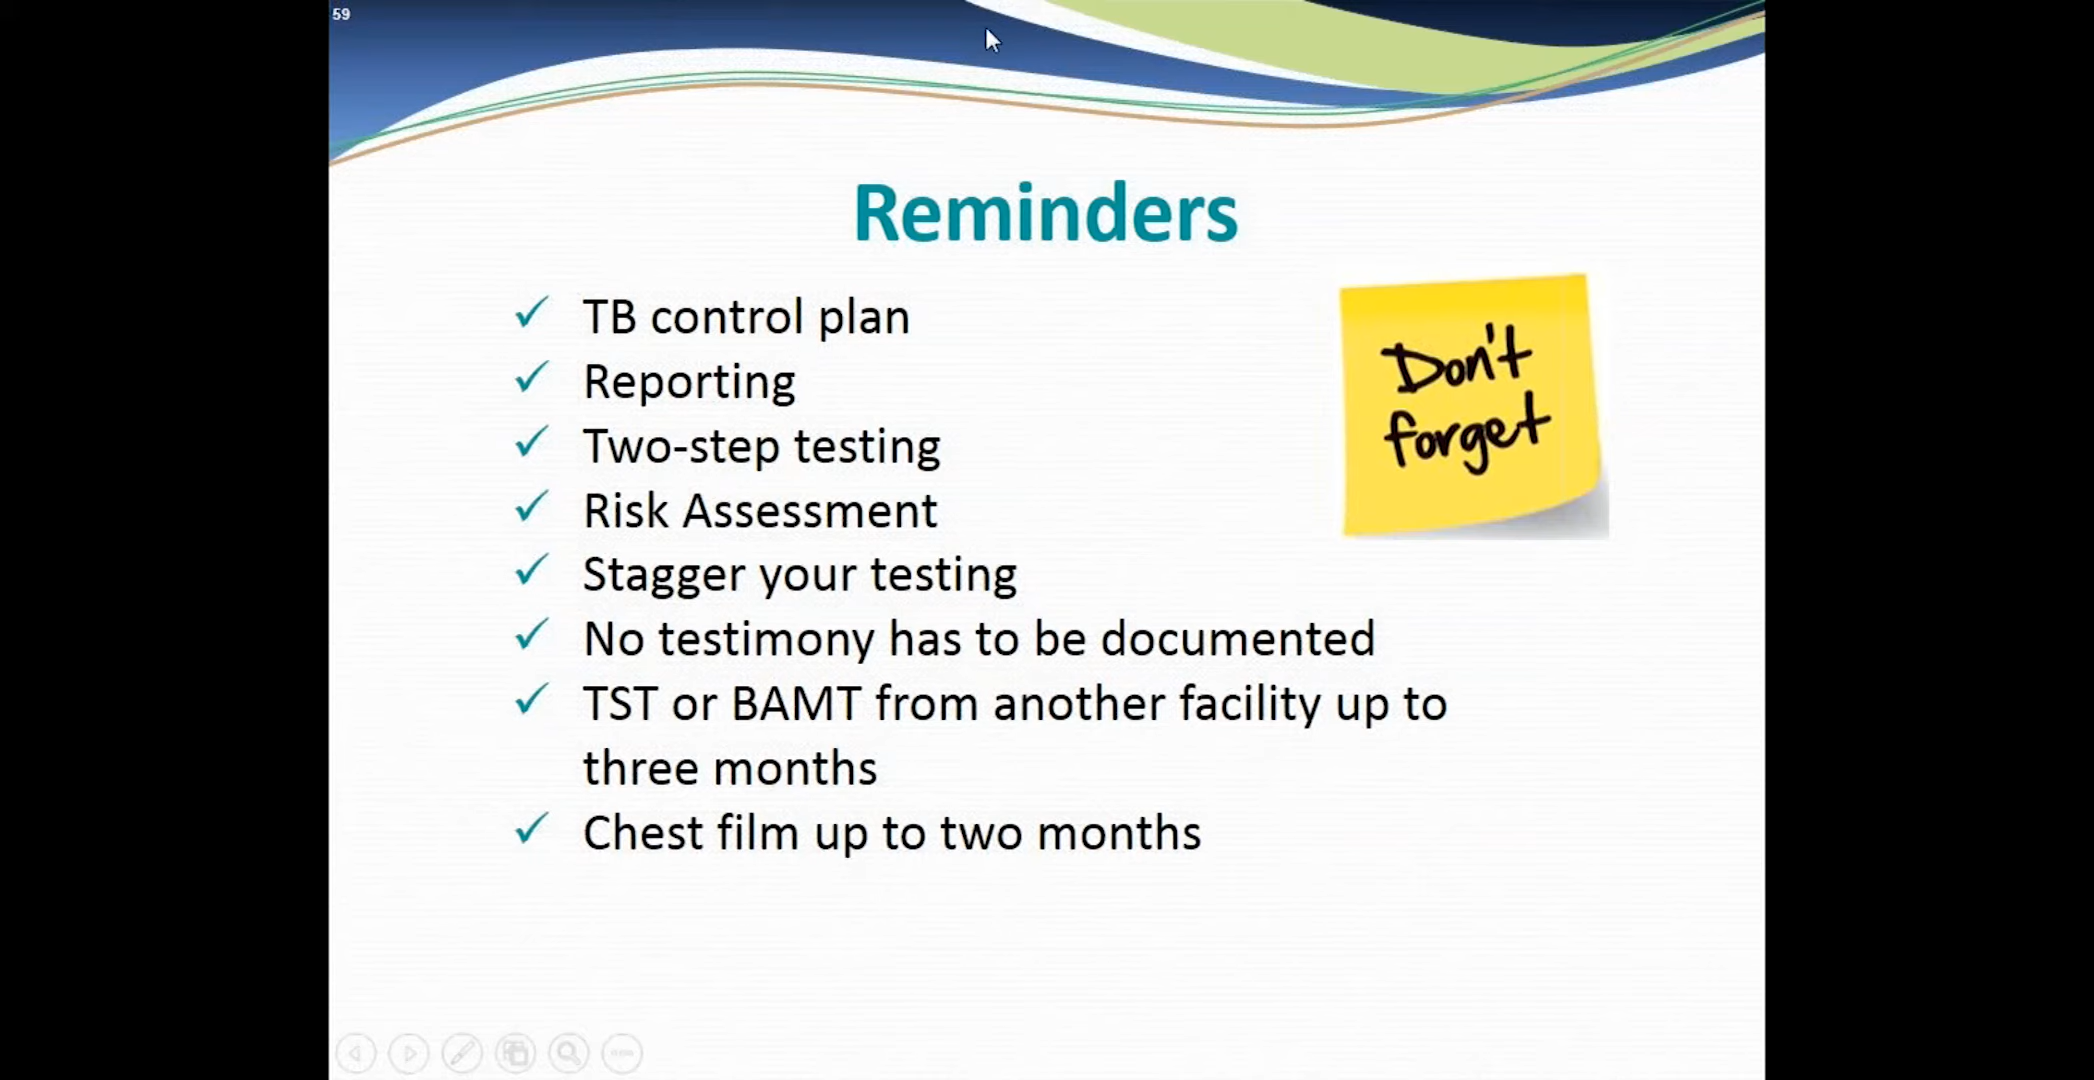 59
Reminders
✓ TB control plan
✓ Reporting
✓ Two-step testing
✓ Risk Assessment
✓ Stagger your testing
✓ No testimony has to be documented
✓ TST or BAMT from another facility up to
three months
✓ Chest film up to two months
Don't
forget